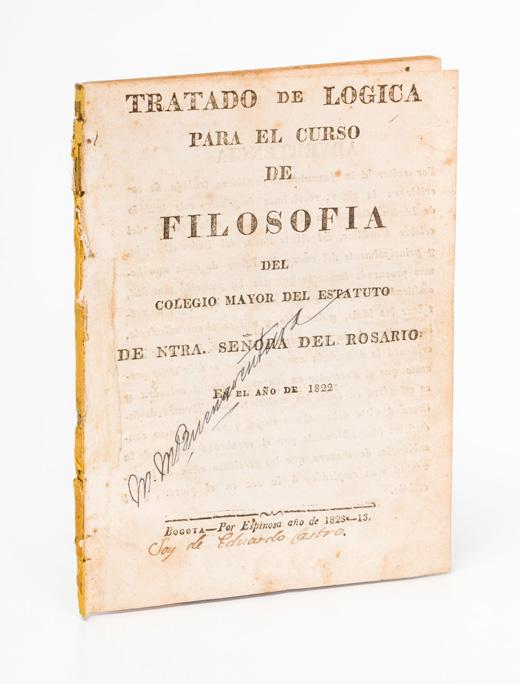 TRATADO DE LOGICA
PARA EL CURSO
DE
FILOSOFIA
DEL
COLEGIO MAYOR DEL ESTATUTO
DE NTRA. SEÑORA DEL ROSARIO
EN EL AÑO DE 1822
M. M. Buenaventura
BOGOTA—Por Espinosa año de 1823.—13.
Soy de Eduardo Castro.